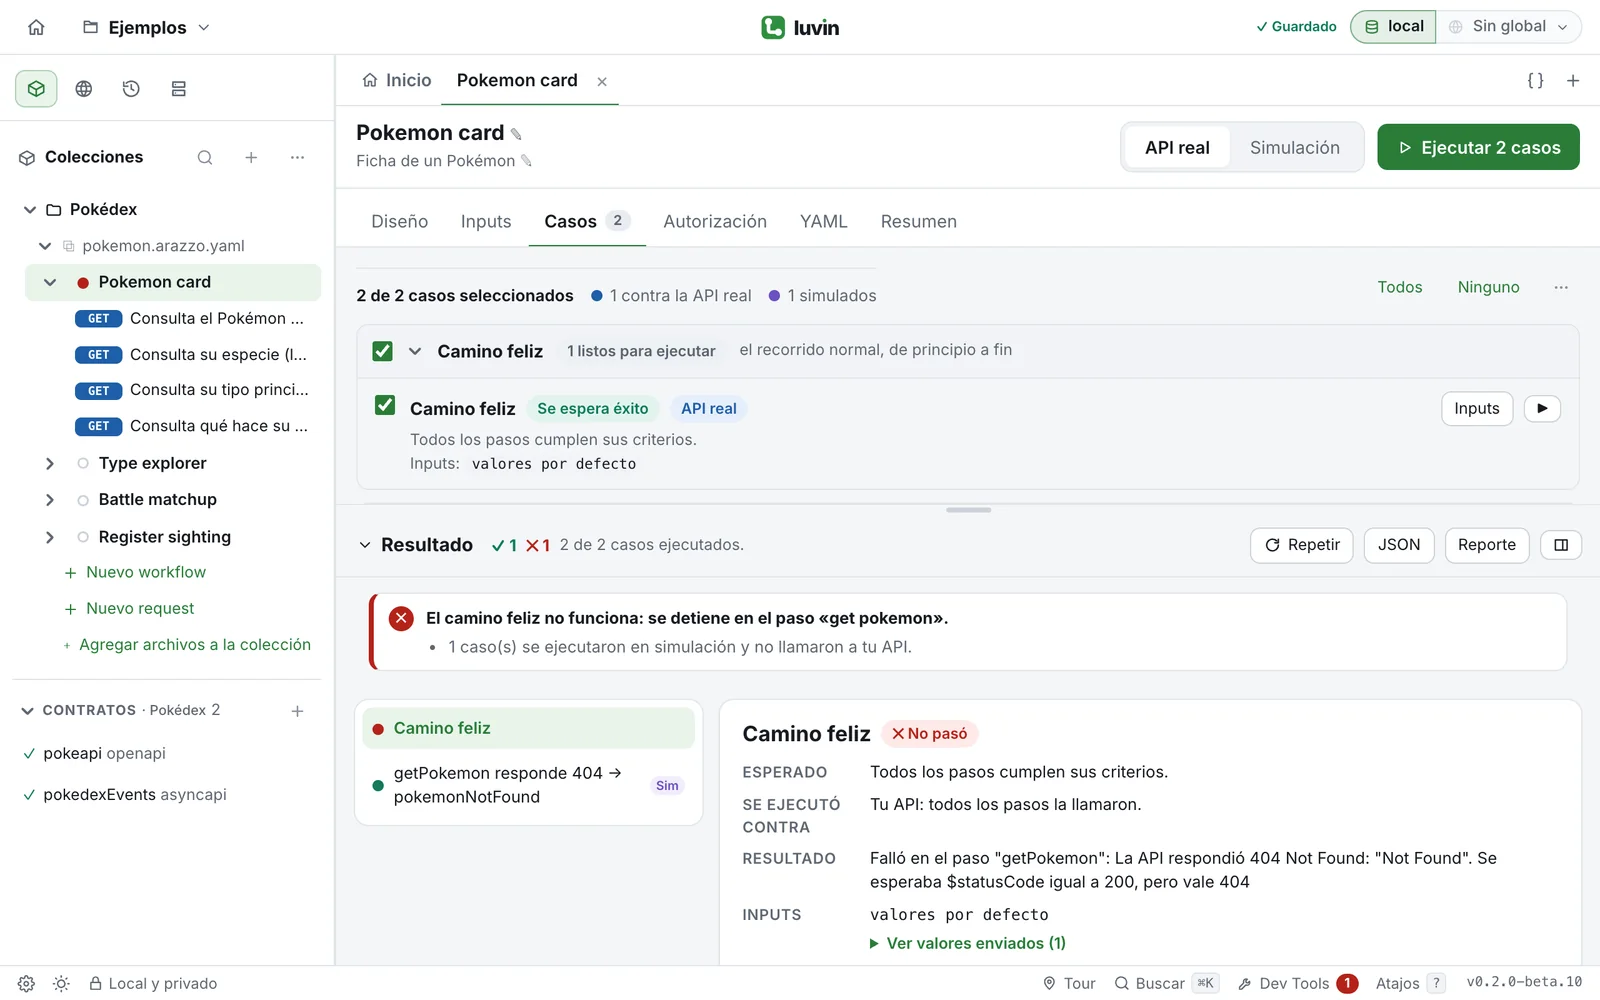 Ejemplos
luvin
Guardado
local
Sin global
Inicio
Pokemon card
Colecciones
Pokédex
pokemon.arazzo.yaml
Pokemon card
GET Consulta el Pokémon ...
GET Consulta su especie (l...
GET Consulta su tipo princi...
GET Consulta qué hace su ...
Type explorer
Battle matchup
Register sighting
+ Nuevo workflow
+ Nuevo request
+ Agregar archivos a la colección
CONTRATOS · Pokédex 2
pokeapi openapi
pokedexEvents asyncapi
Pokemon card
Ficha de un Pokémon
API real
Simulación
Ejecutar 2 casos
Diseño
Inputs
Casos 2
Autorización
YAML
Resumen
2 de 2 casos seleccionados
1 contra la API real
1 simulados
Todos
Ninguno
Camino feliz
1 listos para ejecutar
el recorrido normal, de principio a fin
Camino feliz
Se espera éxito
API real
Inputs
Todos los pasos cumplen sus criterios.
Inputs: valores por defecto
Resultado
1
1
2 de 2 casos ejecutados.
Repetir
JSON
Reporte
El camino feliz no funciona: se detiene en el paso «get pokemon».
• 1 caso(s) se ejecutaron en simulación y no llamaron a tu API.
Camino feliz
getPokemon responde 404 →
pokemonNotFound
Sim
Camino feliz
No pasó
ESPERADO
Todos los pasos cumplen sus criterios.
SE EJECUTÓ
CONTRA
Tu API: todos los pasos la llamaron.
RESULTADO
Falló en el paso "getPokemon": La API respondió 404 Not Found: "Not Found". Se
esperaba $statusCode igual a 200, pero vale 404
INPUTS
valores por defecto
Ver valores enviados (1)
Local y privado
Tour
Buscar ⌘K
Dev Tools 1
Atajos ?
v0.2.0-beta.10